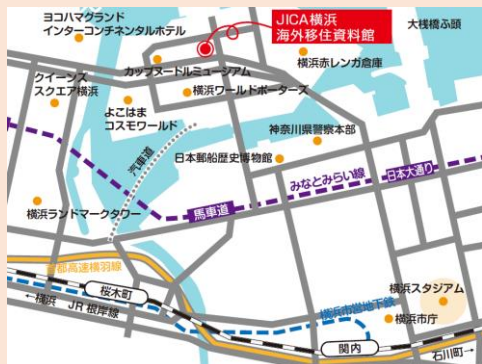 ヨコハマグランド
インターコンチネンタルホテル
JICA横浜
海外移住資料館
大桟橋ふ頭
カップヌードルミュージアム
横浜赤レンガ倉庫
クイーンズ
スクエア横浜
横浜ワールドポーターズ
よこはま
コスモワールド
神奈川県警察本部
汽車道
日本郵船歴史博物館
みなとみらい線
日本大通り
横浜ランドマークタワー
馬車道
首都高速横羽線
桜木町
横浜市営地下鉄
横浜スタジアム
←横浜
JR根岸線
横浜市庁
関内
石川町→